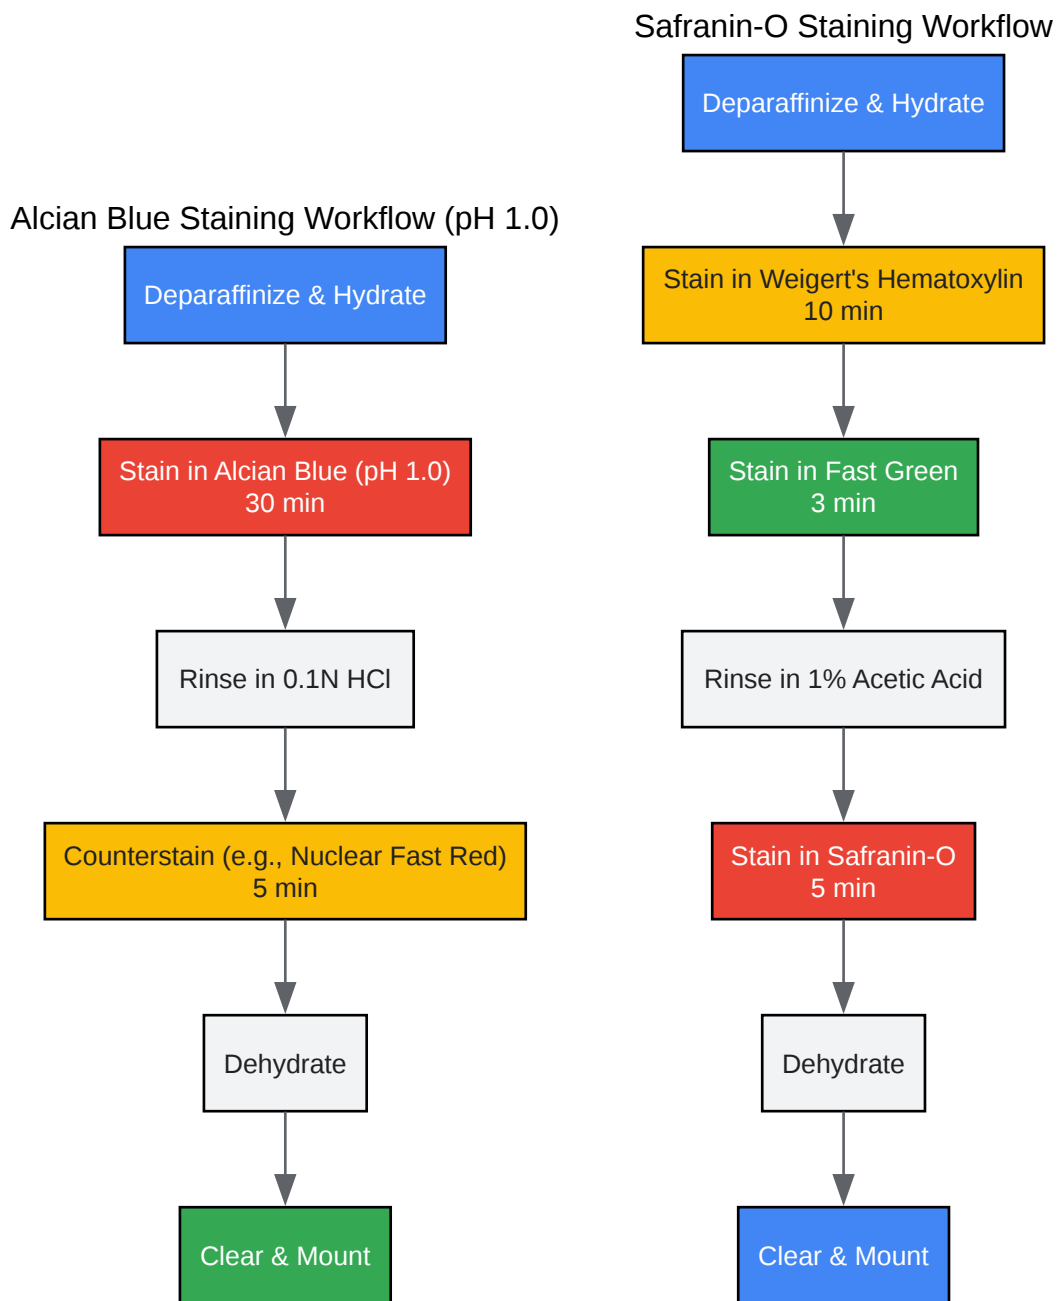 Alcian Blue Staining Workflow (pH 1.0)
Deparaffinize & Hydrate
Stain in Alcian Blue (pH 1.0)
30 min
Rinse in 0.1N HCl
Counterstain (e.g., Nuclear Fast Red)
5 min
Dehydrate
Clear & Mount
Safranin-O Staining Workflow
Deparaffinize & Hydrate
Stain in Weigert's Hematoxylin
10 min
Stain in Fast Green
3 min
Rinse in 1% Acetic Acid
Stain in Safranin-O
5 min
Dehydrate
Clear & Mount